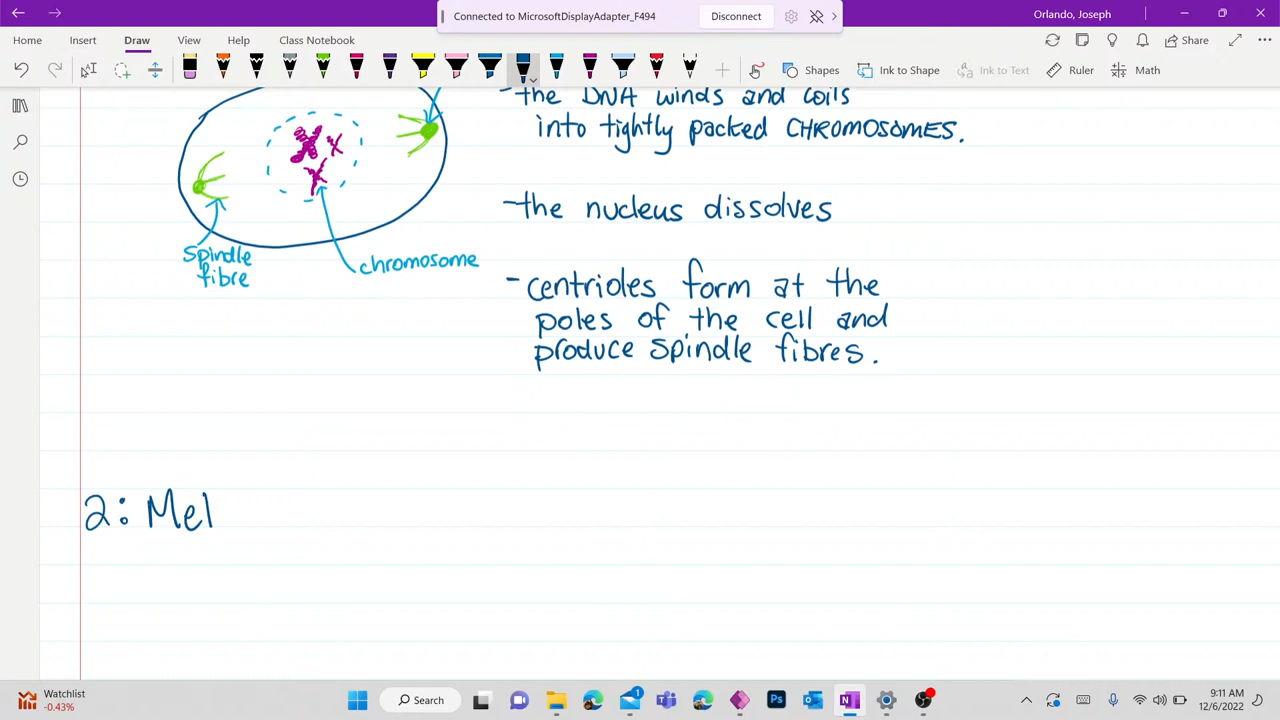 Connected to MicrosoftDisplayAdapter_F494
Disconnect
Orlando, Joseph
Home
Insert
Draw
View
Help
Class Notebook
Share
Shapes
Ink to Shape
Ink to Text
Ruler
Math
-the DNA winds and coils
into tightly packed CHROMOSOMES.
-the nucleus dissolves
Spindle
fibre
chromosome
-centrioles form at the
poles of the cell and
produce spindle fibres.
2: Mel
Watchlist
-0.43%
Search
1
9:11 AM
12/6/2022